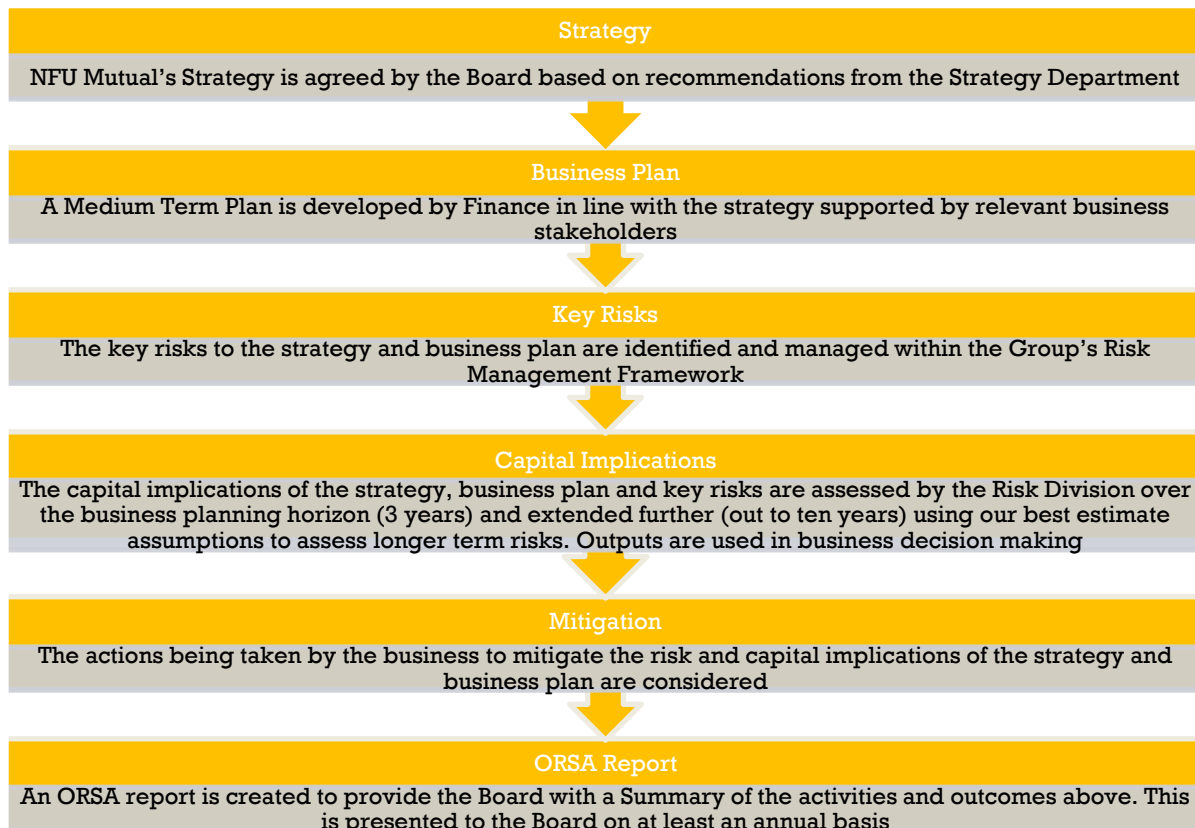 Strategy
NFU Mutual’s Strategy is agreed by the Board based on recommendations from the Strategy Department
Business Plan
A Medium Term Plan is developed by Finance in line with the strategy supported by relevant business
stakeholders
Key Risks
The key risks to the strategy and business plan are identified and managed within the Group’s Risk
Management Framework
Capital Implications
The capital implications of the strategy, business plan and key risks are assessed by the Risk Division over
the business planning horizon (3 years) and extended further (out to ten years) using our best estimate
assumptions to assess longer term risks. Outputs are used in business decision making
Mitigation
The actions being taken by the business to mitigate the risk and capital implications of the strategy and
business plan are considered
ORSA Report
An ORSA report is created to provide the Board with a Summary of the activities and outcomes above. This
is presented to the Board on at least an annual basis